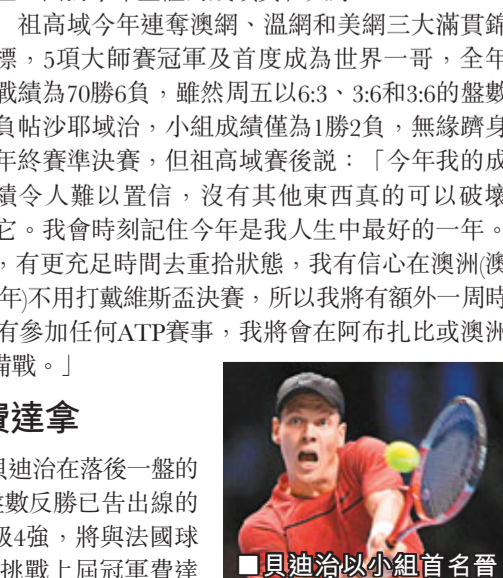 祖高域今年連奪澳網、溫網和美網三大滿貫錦
標，5項大師賽冠軍及首度成為世界一哥，全年
戰績為70勝6負，雖然周五以6:3、3:6和3:6的盤數
負帖沙耶域治，小組成績僅為1勝2負，無緣躋身
年終賽準決賽，但祖高域賽後説：「今年我的成
績令人難以置信，沒有其他東西真的可以破壞
它。我會時刻記住今年是我人生中最好的一年。
，有更充足時間去重拾狀態，我有信心在澳洲(澳
年)不用打戴維斯盃決賽，所以我將有額外一周時
有參加任何ATP賽事，我將會在阿布扎比或澳洲
備戰。」
費達拿
貝迪治在落後一盤的
盤數反勝已告出線的
級4強，將與法國球
挑戰上屆冠軍費達
■貝迪治以小組首名晉